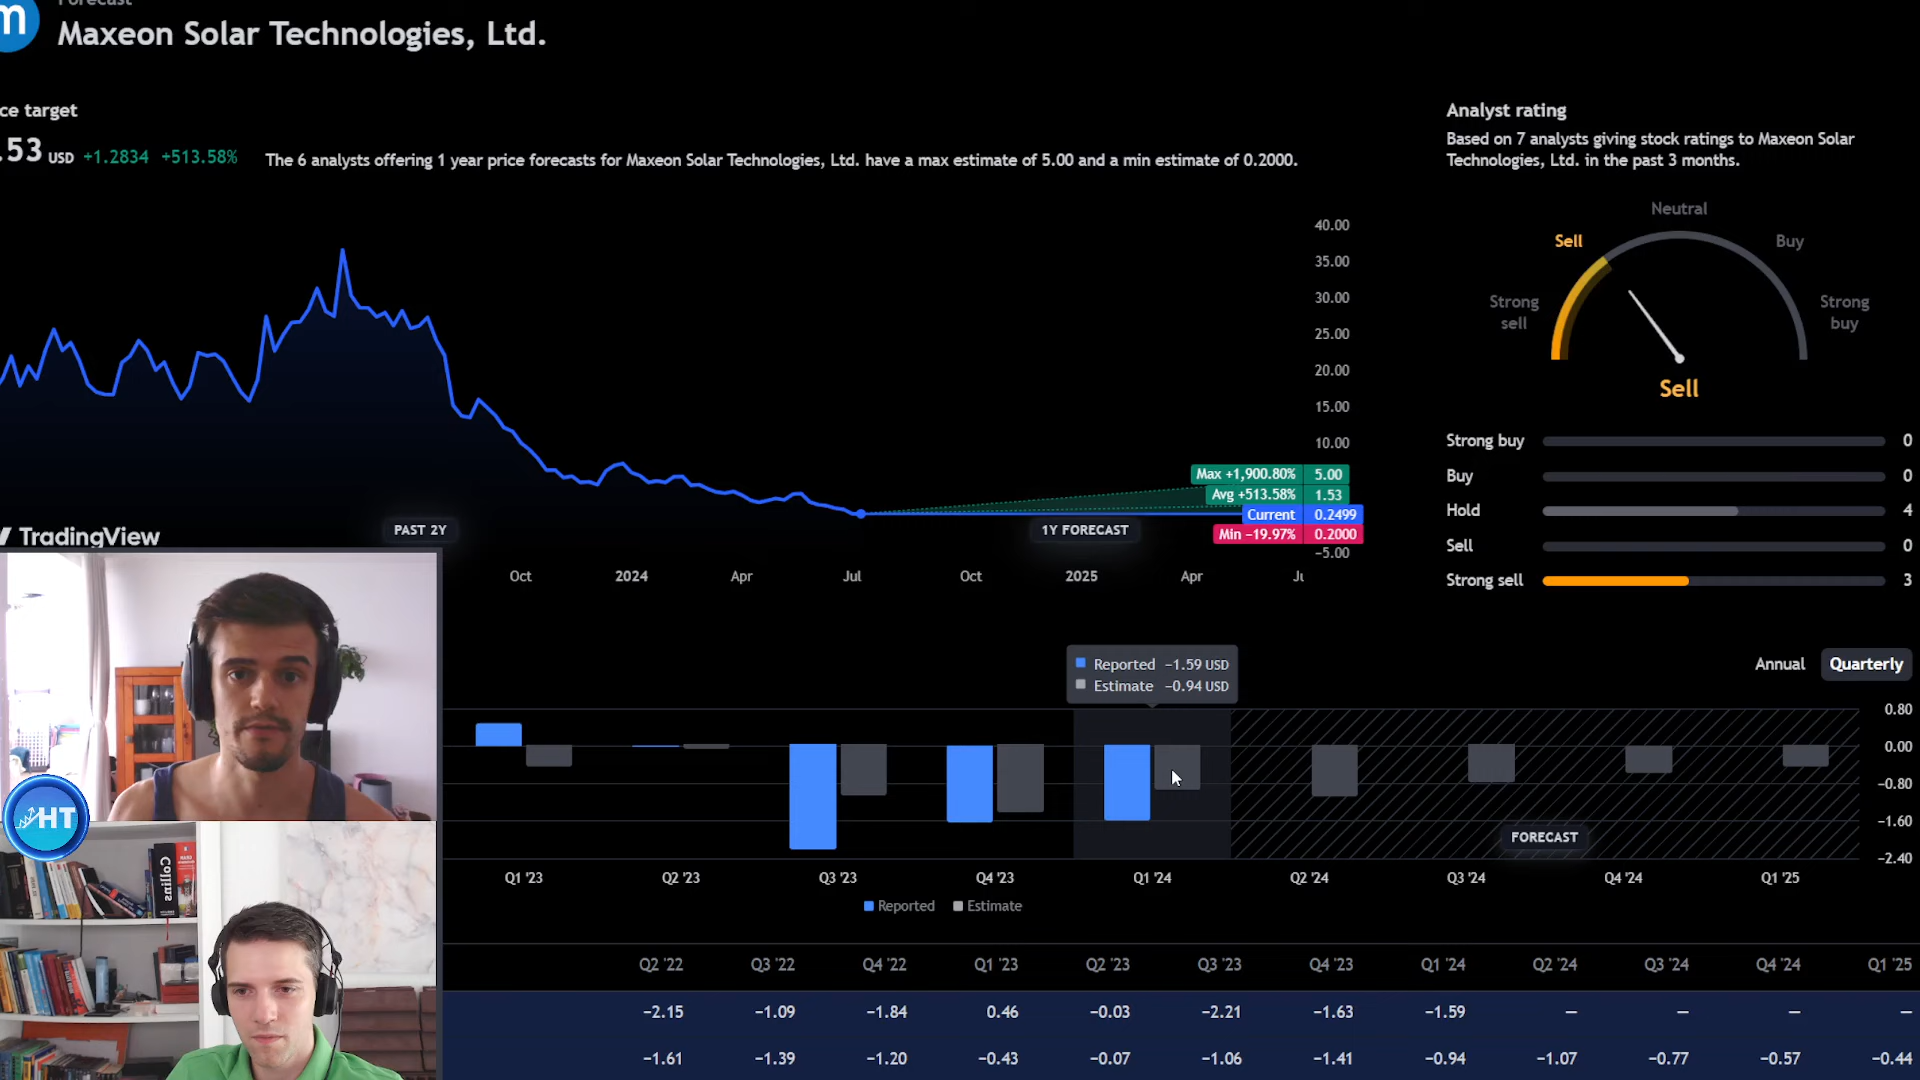 Forecast
m
Maxeon Solar Technologies, Ltd.
ce target
.53 USD +1.2834 +513.58%
The 6 analysts offering 1 year price forecasts for Maxeon Solar Technologies, Ltd. have a max estimate of 5.00 and a min estimate of 0.2000.
40.00
35.00
30.00
25.00
20.00
15.00
10.00
Max +1,900.80% 5.00
Avg +513.58% 1.53
Current 0.2499
Min −19.97% 0.2000
−5.00
PAST 2Y
1Y FORECAST
TradingView
Oct 2024 Apr Jul Oct 2025 Apr Ju
Analyst rating
Based on 7 analysts giving stock ratings to Maxeon Solar
Technologies, Ltd. in the past 3 months.
Neutral
Sell
Buy
Strong
sell
Strong
buy
Sell
Strong buy 0
Buy 0
Hold 4
Sell 0
Strong sell 3
Annual Quarterly
Reported −1.59 USD
Estimate −0.94 USD
0.80
0.00
−0.80
−1.60
−2.40
FORECAST
Q1 '23 Q2 '23 Q3 '23 Q4 '23 Q1 '24 Q2 '24 Q3 '24 Q4 '24 Q1 '25
Reported Estimate
Q2 '22 Q3 '22 Q4 '22 Q1 '23 Q2 '23 Q3 '23 Q4 '23 Q1 '24 Q2 '24 Q3 '24 Q4 '24 Q1 '25
−2.15 −1.09 −1.84 0.46 −0.03 −2.21 −1.63 −1.59 — — — —
−1.61 −1.39 −1.20 −0.43 −0.07 −1.06 −1.41 −0.94 −1.07 −0.77 −0.57 −0.44
HT
Collins